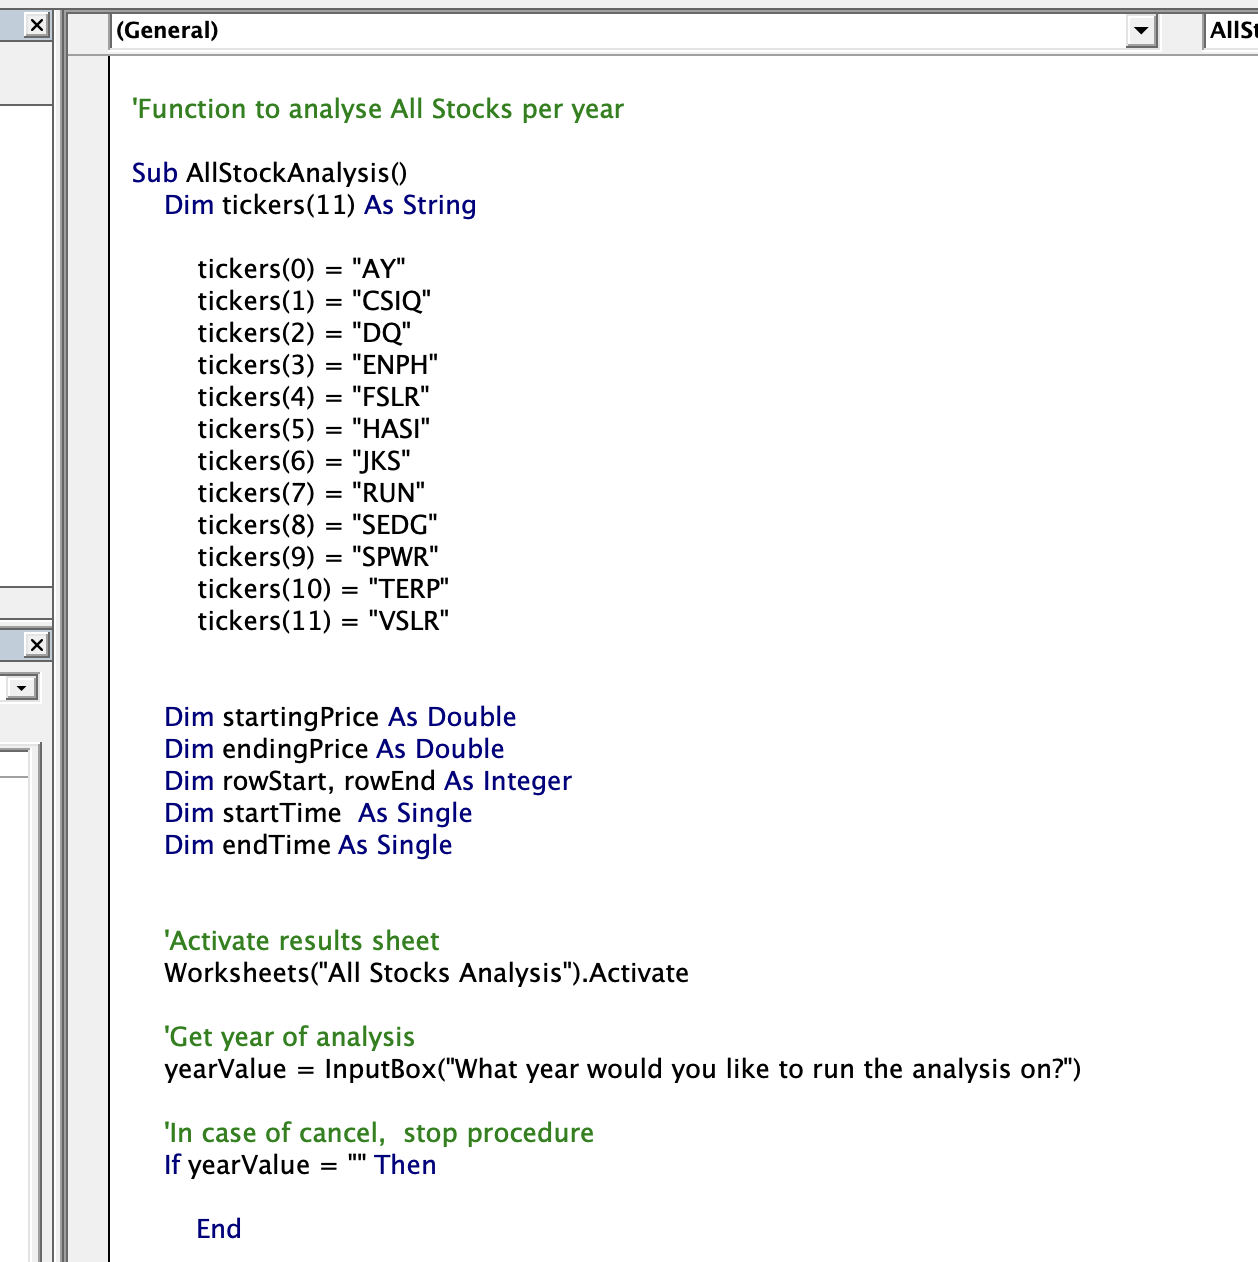 (General)
AllSt
'Function to analyse All Stocks per year
Sub AllStockAnalysis()
Dim tickers(11) As String
tickers(0) = "AY"
tickers(1) = "CSIQ"
tickers(2) = "DQ"
tickers(3) = "ENPH"
tickers(4) = "FSLR"
tickers(5) = "HASI"
tickers(6) = "JKS"
tickers(7) = "RUN"
tickers(8) = "SEDG"
tickers(9) = "SPWR"
tickers(10) = "TERP"
tickers(11) = "VSLR"
Dim startingPrice As Double
Dim endingPrice As Double
Dim rowStart, rowEnd As Integer
Dim startTime  As Single
Dim endTime As Single
'Activate results sheet
Worksheets("All Stocks Analysis").Activate
'Get year of analysis
yearValue = InputBox("What year would you like to run the analysis on?")
'In case of cancel,  stop procedure
If yearValue = "" Then
End